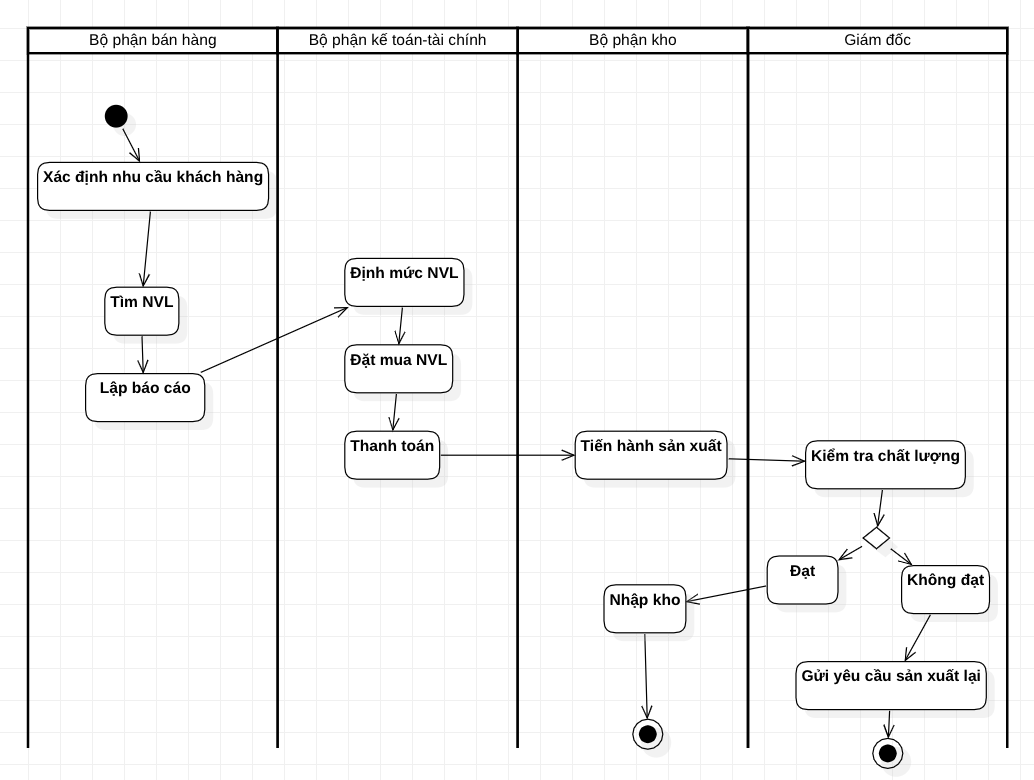 Bộ phận bán hàng
Bộ phận kế toán-tài chính
Bộ phận kho
Giám đốc
Xác định nhu cầu khách hàng
Tìm NVL
Lập báo cáo
Định mức NVL
Đặt mua NVL
Thanh toán
Tiến hành sản xuất
Kiểm tra chất lượng
Đạt
Không đạt
Nhập kho
Gửi yêu cầu sản xuất lại